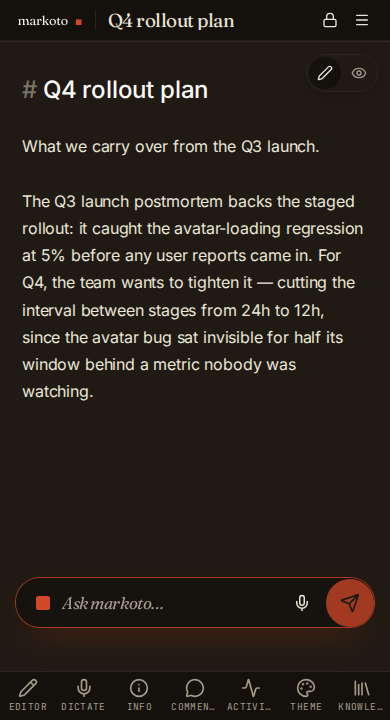 markoto
Q4 rollout plan
# Q4 rollout plan
What we carry over from the Q3 launch.
The Q3 launch postmortem backs the staged
rollout: it caught the avatar-loading regression
at 5% before any user reports came in. For
Q4, the team wants to tighten it — cutting the
interval between stages from 24h to 12h,
since the avatar bug sat invisible for half its
window behind a metric nobody was
watching.
Ask markoto...
EDITOR DICTATE INFO COMMEN… ACTIVI… THEME KNOWLE…